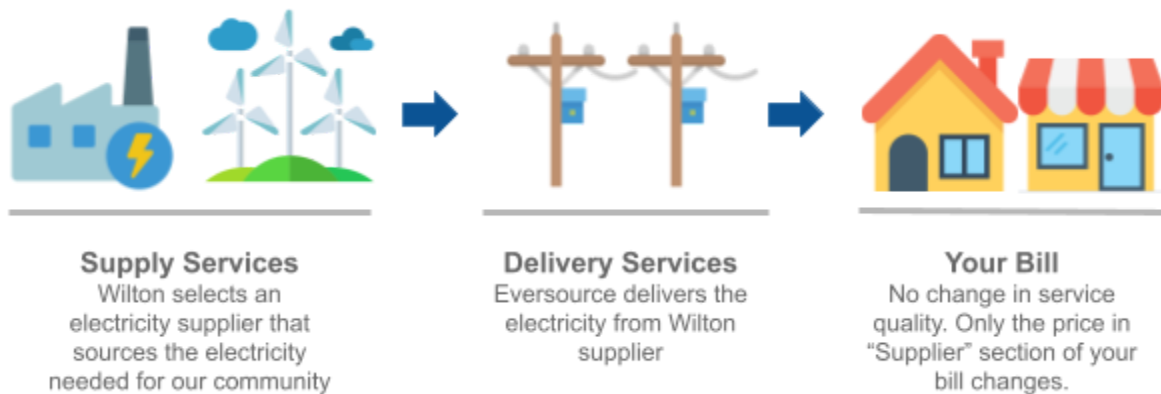 Supply Services
Wilton selects an
electricity supplier that
sources the electricity
needed for our community
Delivery Services
Eversource delivers the
electricity from Wilton
supplier
Your Bill
No change in service
quality. Only the price in
“Supplier” section of your
bill changes.